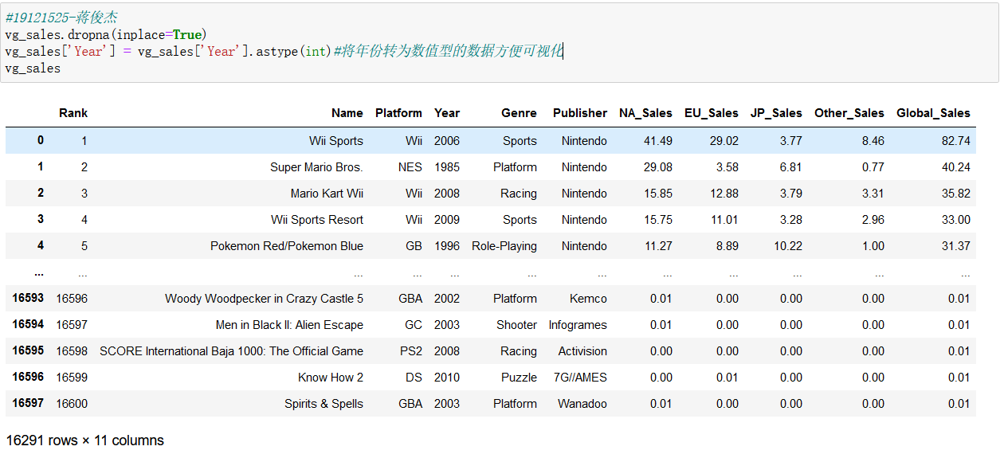 #19121525-蒋俊杰
vg_sales.dropna(inplace=True)
vg_sales['Year'] = vg_sales['Year'].astype(int)#将年份转为数值型的数据方便可视化
vg_sales
Rank Name Platform Year Genre Publisher NA_Sales EU_Sales JP_Sales Other_Sales Global_Sales
0 1 Wii Sports Wii 2006 Sports Nintendo 41.49 29.02 3.77 8.46 82.74
1 2 Super Mario Bros. NES 1985 Platform Nintendo 29.08 3.58 6.81 0.77 40.24
2 3 Mario Kart Wii Wii 2008 Racing Nintendo 15.85 12.88 3.79 3.31 35.82
3 4 Wii Sports Resort Wii 2009 Sports Nintendo 15.75 11.01 3.28 2.96 33.00
4 5 Pokemon Red/Pokemon Blue GB 1996 Role-Playing Nintendo 11.27 8.89 10.22 1.00 31.37
... ... ... ... ... ... ... ... ... ... ... ...
16593 16596 Woody Woodpecker in Crazy Castle 5 GBA 2002 Platform Kemco 0.01 0.00 0.00 0.00 0.01
16594 16597 Men in Black II: Alien Escape GC 2003 Shooter Infogrames 0.01 0.00 0.00 0.00 0.01
16595 16598 SCORE International Baja 1000: The Official Game PS2 2008 Racing Activision 0.00 0.00 0.00 0.00 0.01
16596 16599 Know How 2 DS 2010 Puzzle 7G//AMES 0.00 0.01 0.00 0.00 0.01
16597 16600 Spirits & Spells GBA 2003 Platform Wanadoo 0.01 0.00 0.00 0.00 0.01
16291 rows × 11 columns